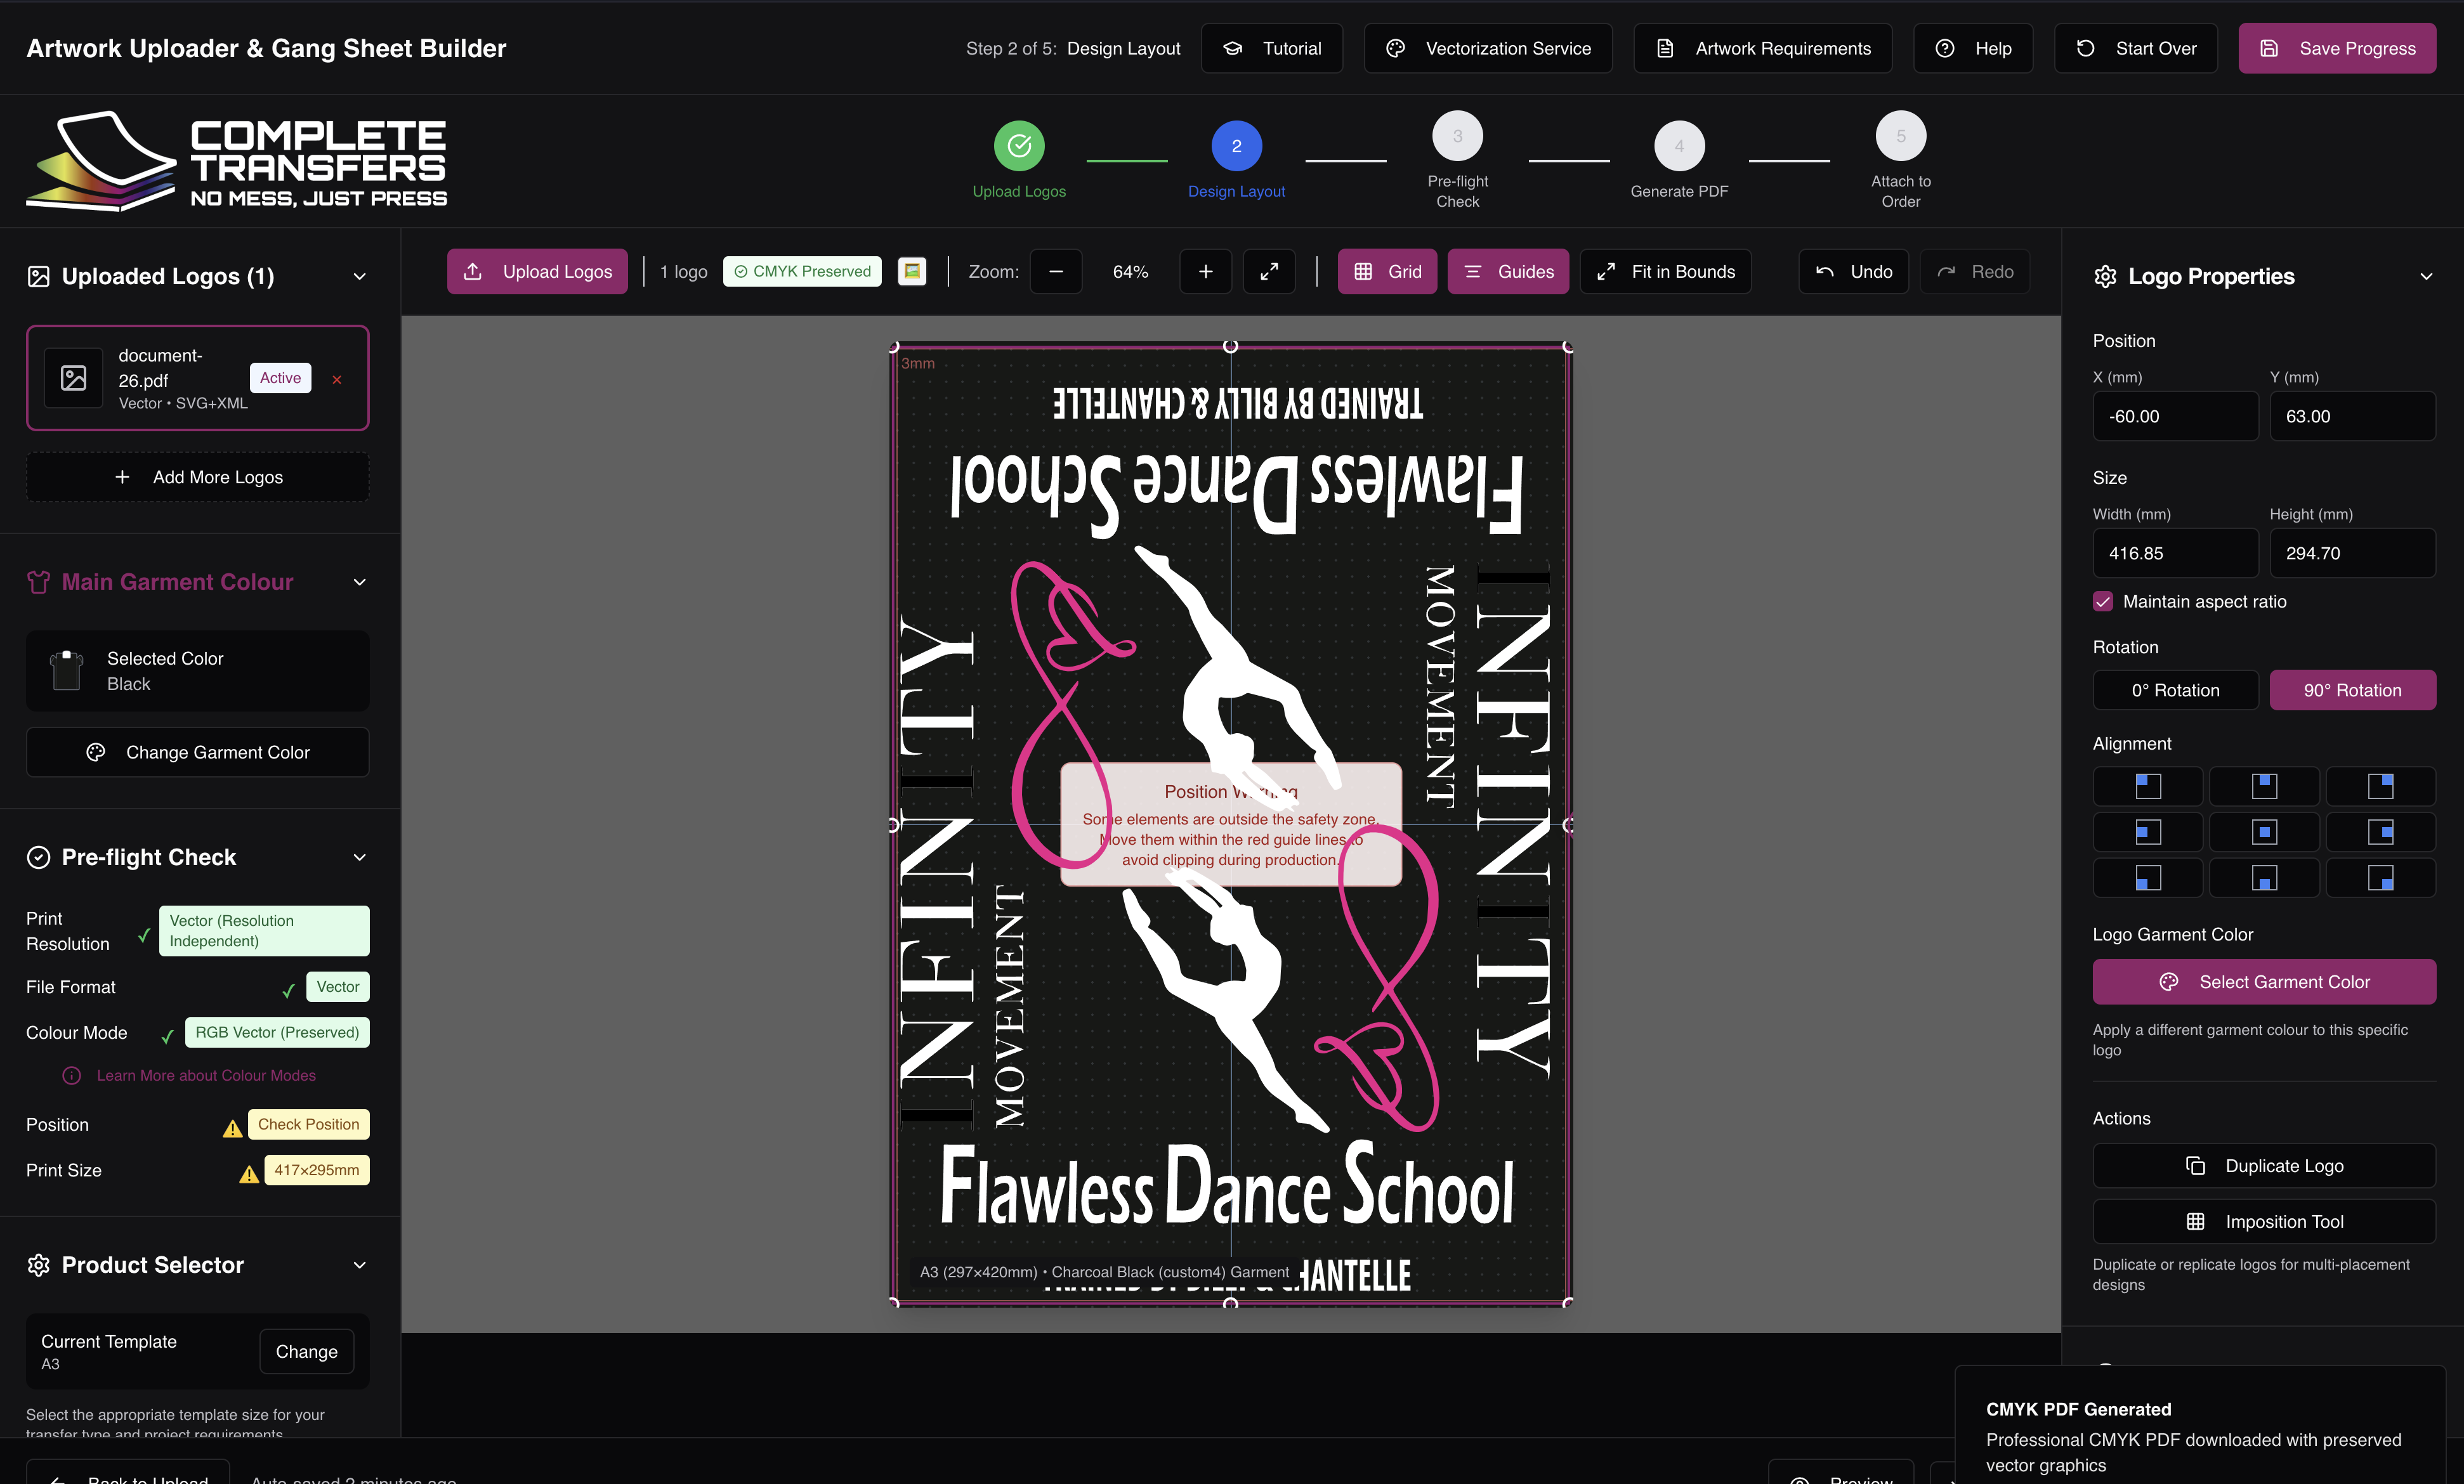 Artwork Uploader & Gang Sheet Builder
Step 2 of 5: Design Layout
Tutorial
Vectorization Service
Artwork Requirements
Help
Start Over
Save Progress
COMPLETE
TRANSFERS
NO MESS, JUST PRESS
Upload Logos
2
Design Layout
3
Pre-flight
Check
4
Generate PDF
5
Attach to
Order
Uploaded Logos (1)
document-
26.pdf
Vector • SVG+XML
Active
Add More Logos
Main Garment Colour
Selected Color
Black
Change Garment Color
Pre-flight Check
Print
Resolution
Vector (Resolution
Independent)
File Format
Vector
Colour Mode
RGB Vector (Preserved)
Learn More about Colour Modes
Position
Check Position
Print Size
417×295mm
Product Selector
Current Template
A3
Change
Select the appropriate template size for your
transfer type and project requirements
Back to Upload
Auto-saved 2 minutes ago
Upload Logos
1 logo
CMYK Preserved
Zoom:
64%
Grid
Guides
Fit in Bounds
Undo
Redo
3mm
TRAINED BY BILLY & CHANTELLE
Flawless Dance School
INFINITY
MOVEMENT
MOVEMENT
INFINITY
Position Warning
Some elements are outside the safety zone.
Move them within the red guide lines to
avoid clipping during production.
Flawless Dance School
TRAINED BY BILLY & CHANTELLE
A3 (297×420mm) • Charcoal Black (custom4) Garment
Logo Properties
Position
X (mm)
Y (mm)
-60.00
63.00
Size
Width (mm)
Height (mm)
416.85
294.70
Maintain aspect ratio
Rotation
0° Rotation
90° Rotation
Alignment
Logo Garment Color
Select Garment Color
Apply a different garment colour to this specific
logo
Actions
Duplicate Logo
Imposition Tool
Duplicate or replicate logos for multi-placement
designs
Preview
CMYK PDF Generated
Professional CMYK PDF downloaded with preserved
vector graphics